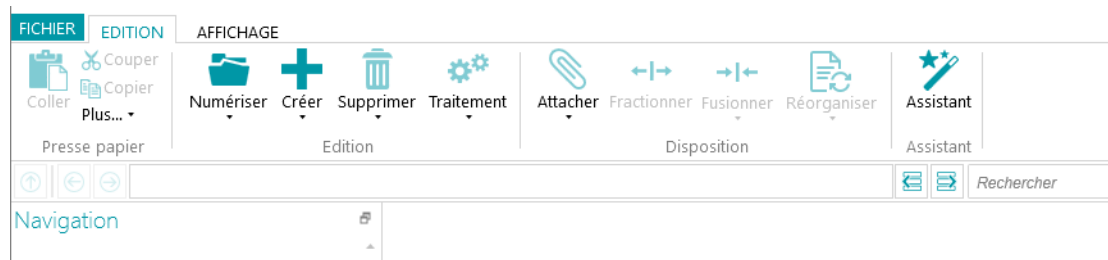 FICHIER EDITION AFFICHAGE
Coller Couper
Copier
Plus...
Numériser Créer Supprimer Traitement
Attacher Fractionner Fusionner Réorganiser
Assistant
Presse papier Edition Disposition Assistant
Rechercher
Navigation